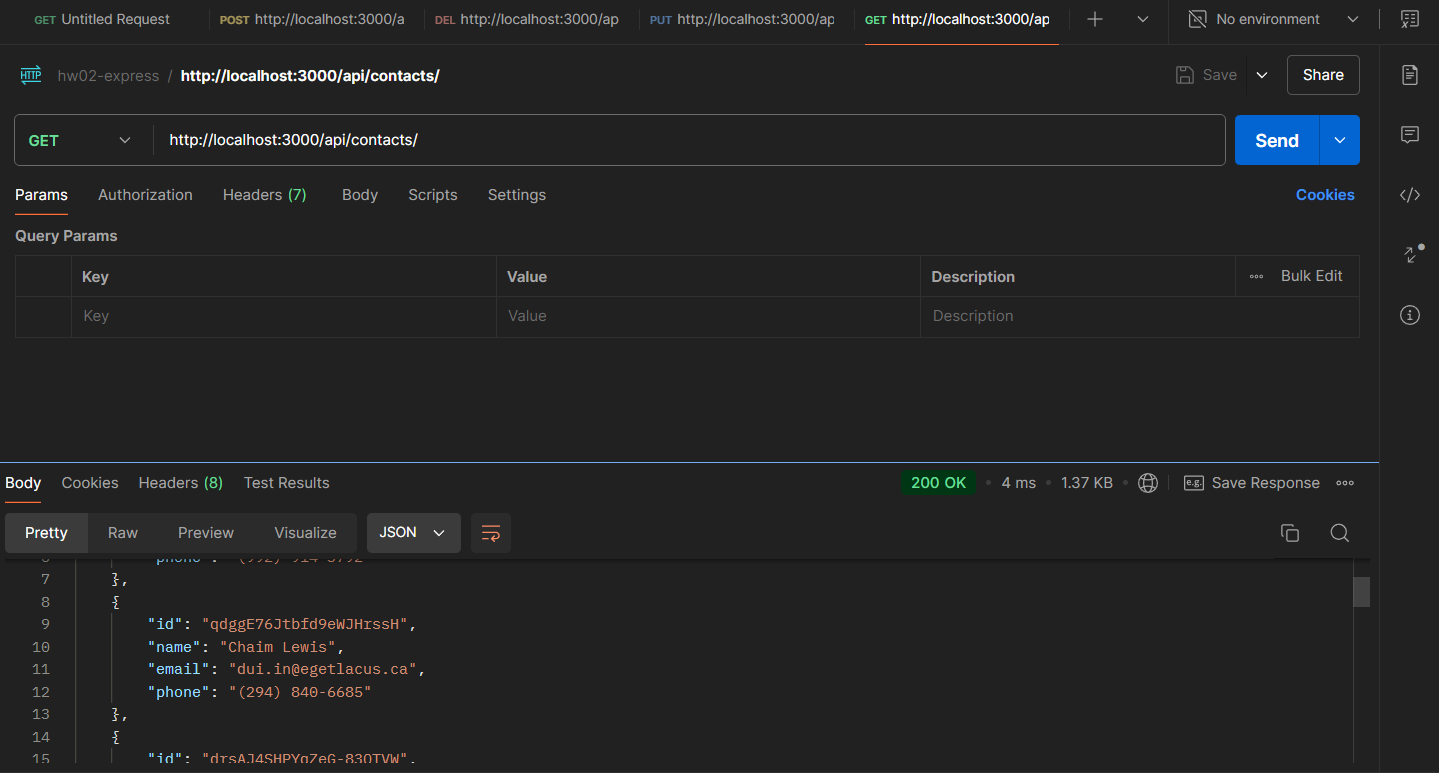 GET Untitled Request POST http://localhost:3000/a DEL http://localhost:3000/ap PUT http://localhost:3000/ap GET http://localhost:3000/ap No environment
HTTP hw02-express / http://localhost:3000/api/contacts/ Save Share
GET http://localhost:3000/api/contacts/ Send
Params Authorization Headers (7) Body Scripts Settings Cookies
Query Params
Key Value Description Bulk Edit
Key Value Description
Body Cookies Headers (8) Test Results 200 OK 4 ms 1.37 KB e.g. Save Response
Pretty Raw Preview Visualize JSON
7 },
8 {
9 "id": "qdggE76Jtbfd9eWJHrssH",
10 "name": "Chaim Lewis",
11 "email": "dui.in@egetlacus.ca",
12 "phone": "(294) 840-6685"
13 },
14 {
15 "id": "drsAJ4SHPYqZeG-83QTVW",